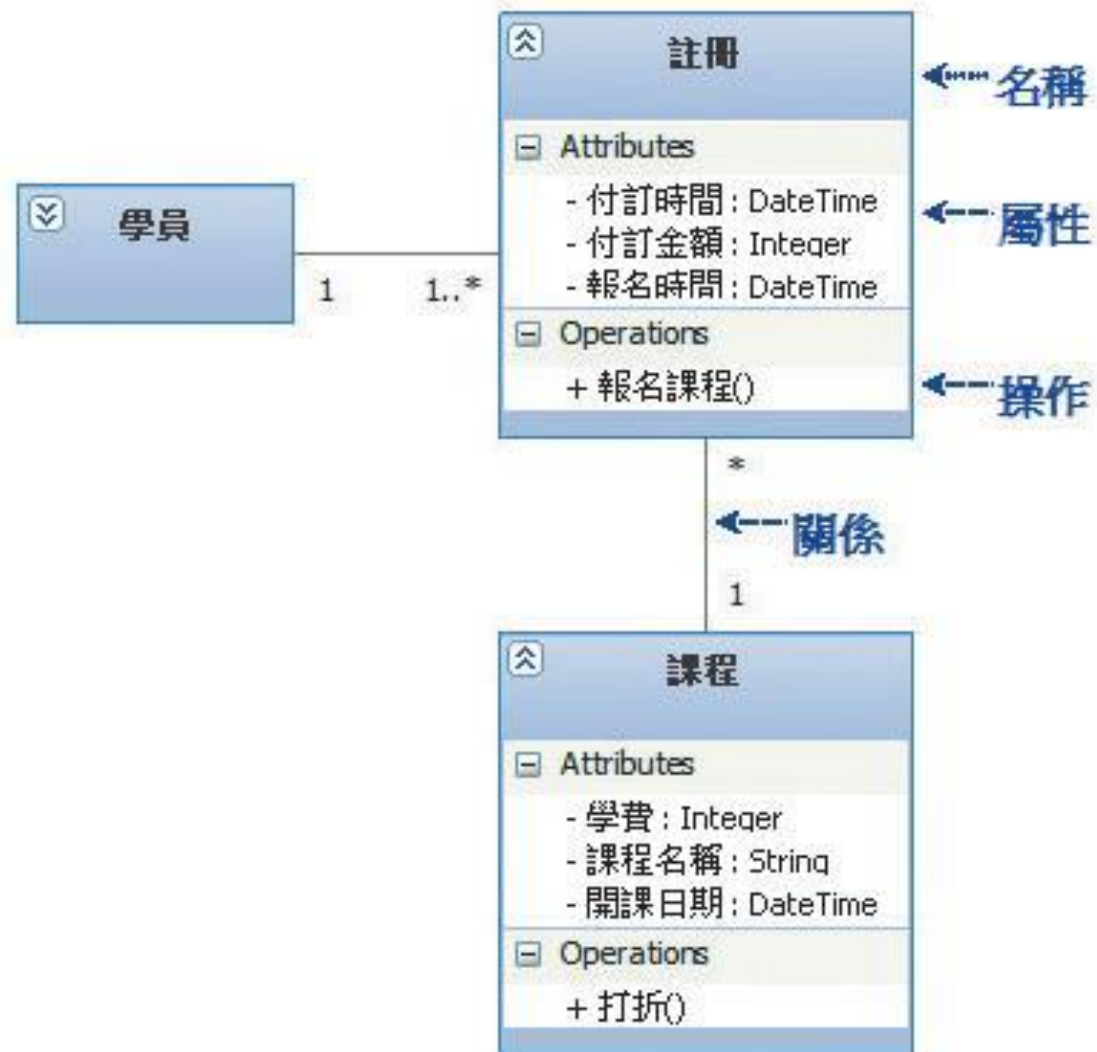 註冊
名稱
Attributes
- 付訂時間 : DateTime
- 付訂金額 : Integer
- 報名時間 : DateTime
屬性
學員
1
1..*
Operations
+ 報名課程()
操作
*
關係
1
課程
Attributes
- 學費 : Integer
- 課程名稱 : String
- 開課日期 : DateTime
Operations
+ 打折()